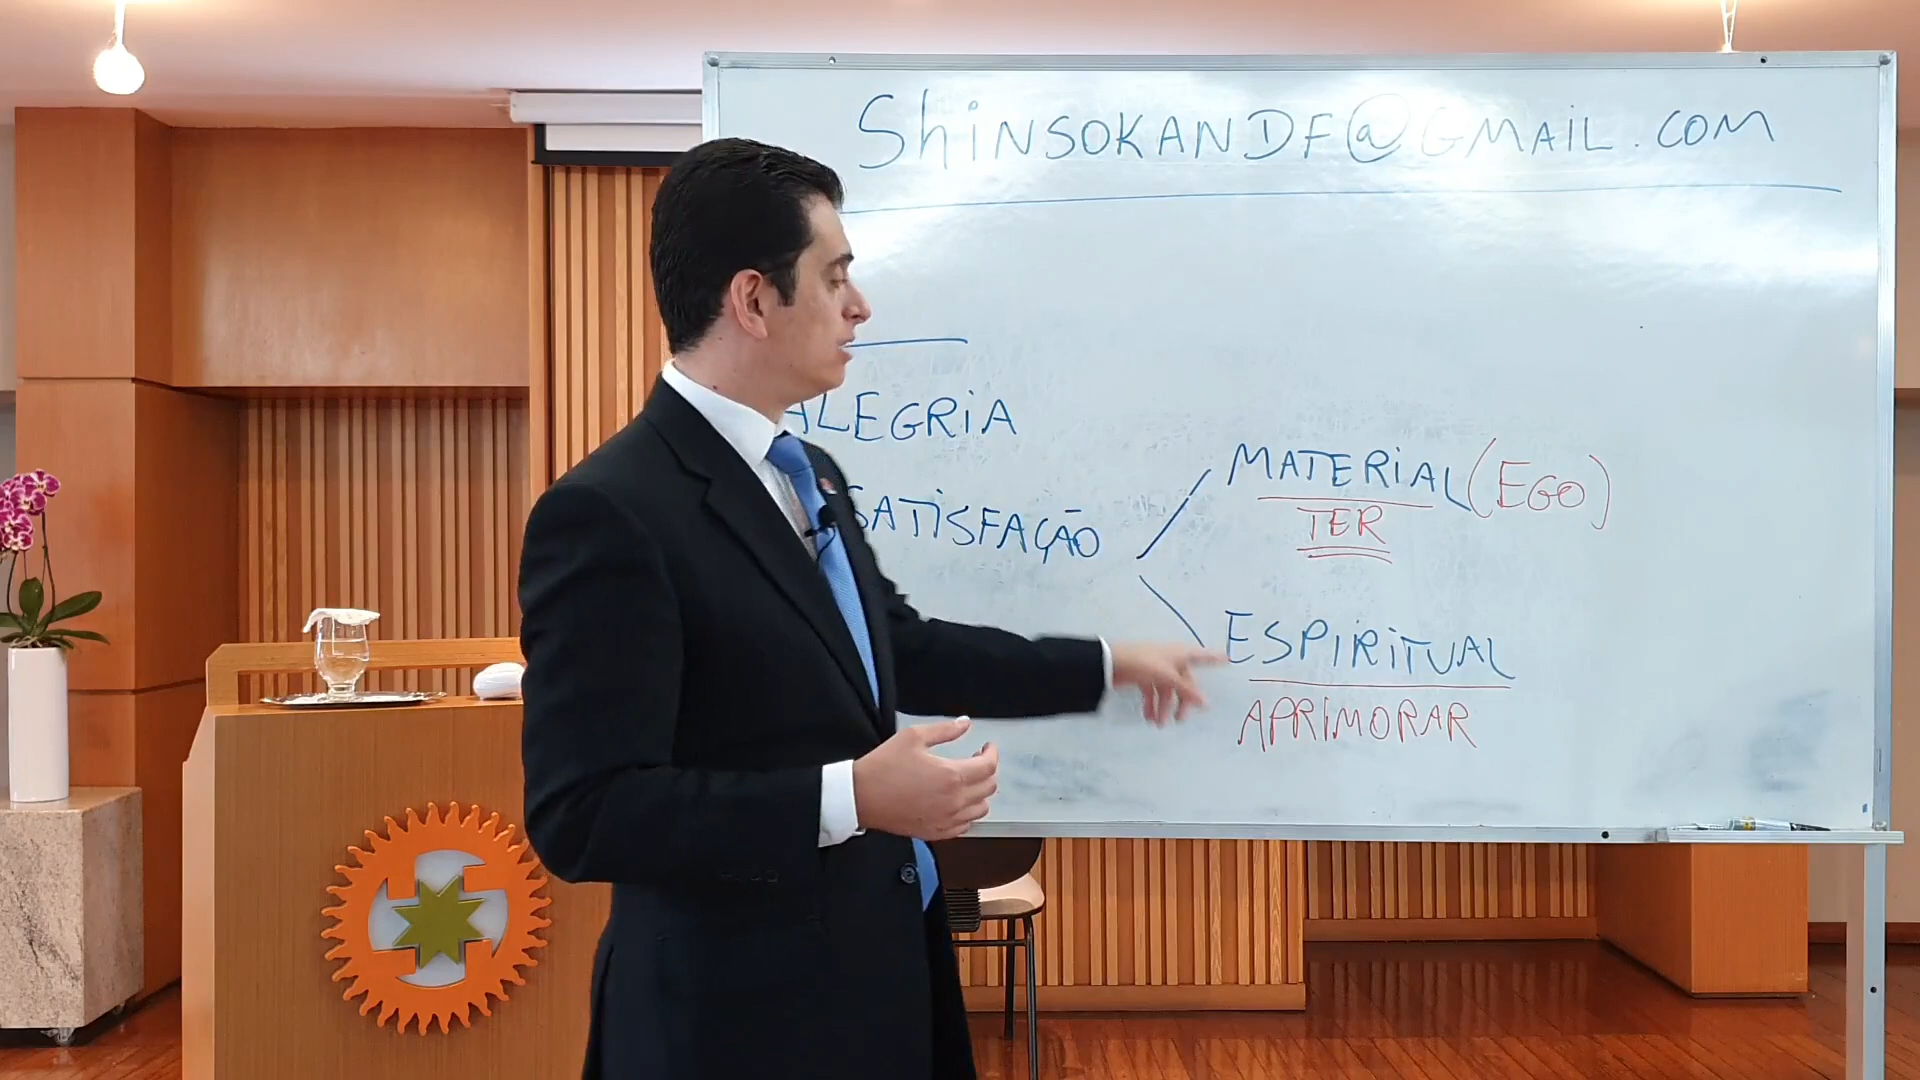 ShINSOKANDF@GMAIL.COM
ALEGRIA
SATISFAÇÃO
MATERIAL (EGO)
TER
ESPIRITUAL
APRIMORAR